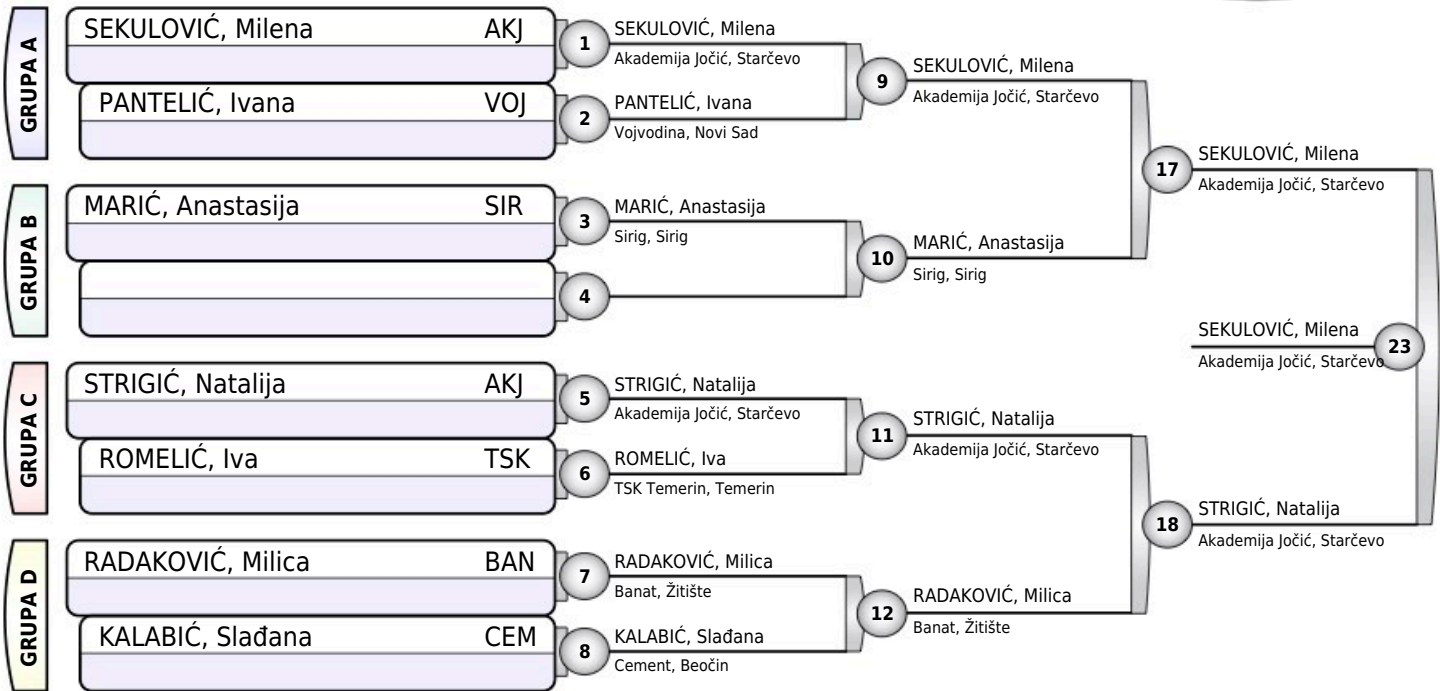 GRUPA A
SEKULOVIĆ, Milena AKJ
PANTELIĆ, Ivana VOJ
GRUPA B
MARIĆ, Anastasija SIR
GRUPA C
STRIGIĆ, Natalija AKJ
ROMELIĆ, Iva TSK
GRUPA D
RADAKOVIĆ, Milica BAN
KALABIĆ, Slađana CEM
1
SEKULOVIĆ, Milena
Akademija Jočić, Starčevo
2
PANTELIĆ, Ivana
Vojvodina, Novi Sad
3
MARIĆ, Anastasija
Sirig, Sirig
4
5
STRIGIĆ, Natalija
Akademija Jočić, Starčevo
6
ROMELIĆ, Iva
TSK Temerin, Temerin
7
RADAKOVIĆ, Milica
Banat, Žitište
8
KALABIĆ, Slađana
Cement, Beočin
9
SEKULOVIĆ, Milena
Akademija Jočić, Starčevo
10
MARIĆ, Anastasija
Sirig, Sirig
11
STRIGIĆ, Natalija
Akademija Jočić, Starčevo
12
RADAKOVIĆ, Milica
Banat, Žitište
17
SEKULOVIĆ, Milena
Akademija Jočić, Starčevo
18
STRIGIĆ, Natalija
Akademija Jočić, Starčevo
SEKULOVIĆ, Milena
Akademija Jočić, Starčevo
23